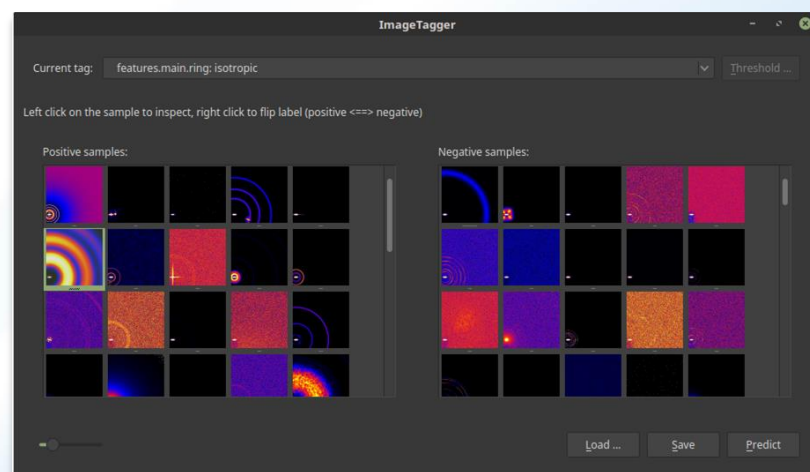 ImageTagger
Current tag: features.main.ring: isotropic
Threshold ...
Left click on the sample to inspect, right click to flip label (positive <==> negative)
Positive samples:
Negative samples:
Load ...
Save
Predict